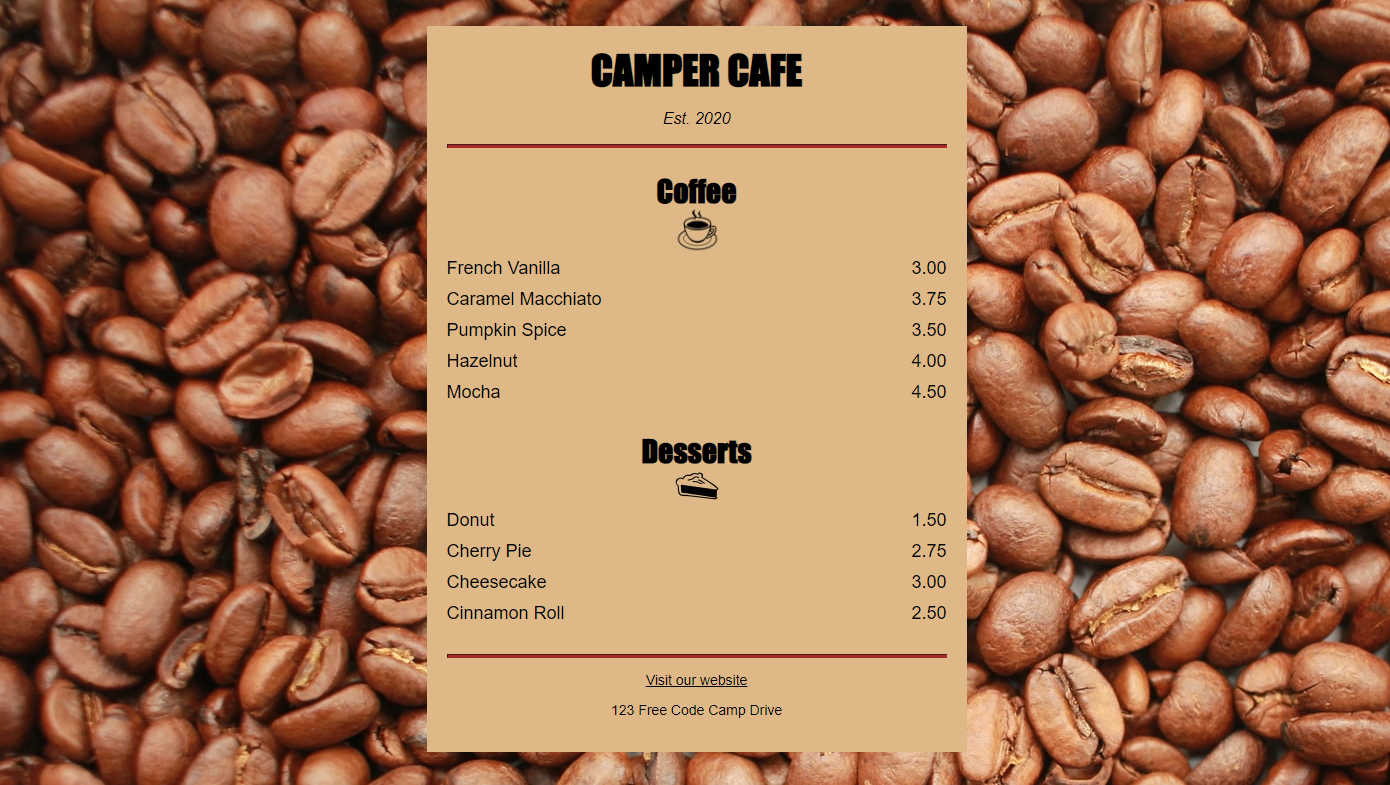 CAMPER CAFE
Est. 2020
Coffee
French Vanilla 3.00
Caramel Macchiato 3.75
Pumpkin Spice 3.50
Hazelnut 4.00
Mocha 4.50
Desserts
Donut 1.50
Cherry Pie 2.75
Cheesecake 3.00
Cinnamon Roll 2.50
Visit our website
123 Free Code Camp Drive